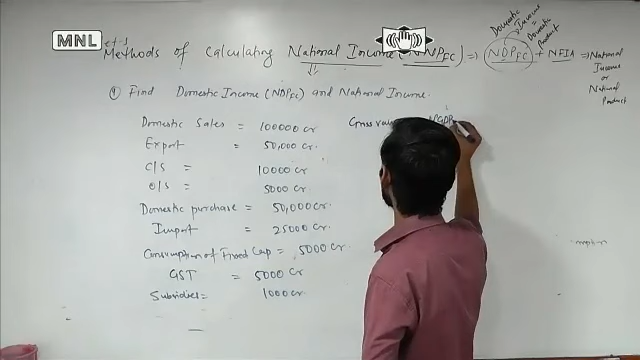 MNL
et-1
Methods of Calculating National Income (NNPFC) => NDPFC + NFIA => National Income or National Product
Domestic Income = Domestic Product
Q Find Domestic Income (NDPFC) and National Income.
Domestic Sales = 100000 Cr
Export = 50,000 Cr.
C/S = 10000 Cr
O/S = 5000 Cr.
Domestic purchase = 50,000 Cr.
Import = 25000 Cr.
Consumption of Fixed Cap = 5000 Cr.
GST = 5000 Cr
Subsidies = 1000 Cr.
Gross valu